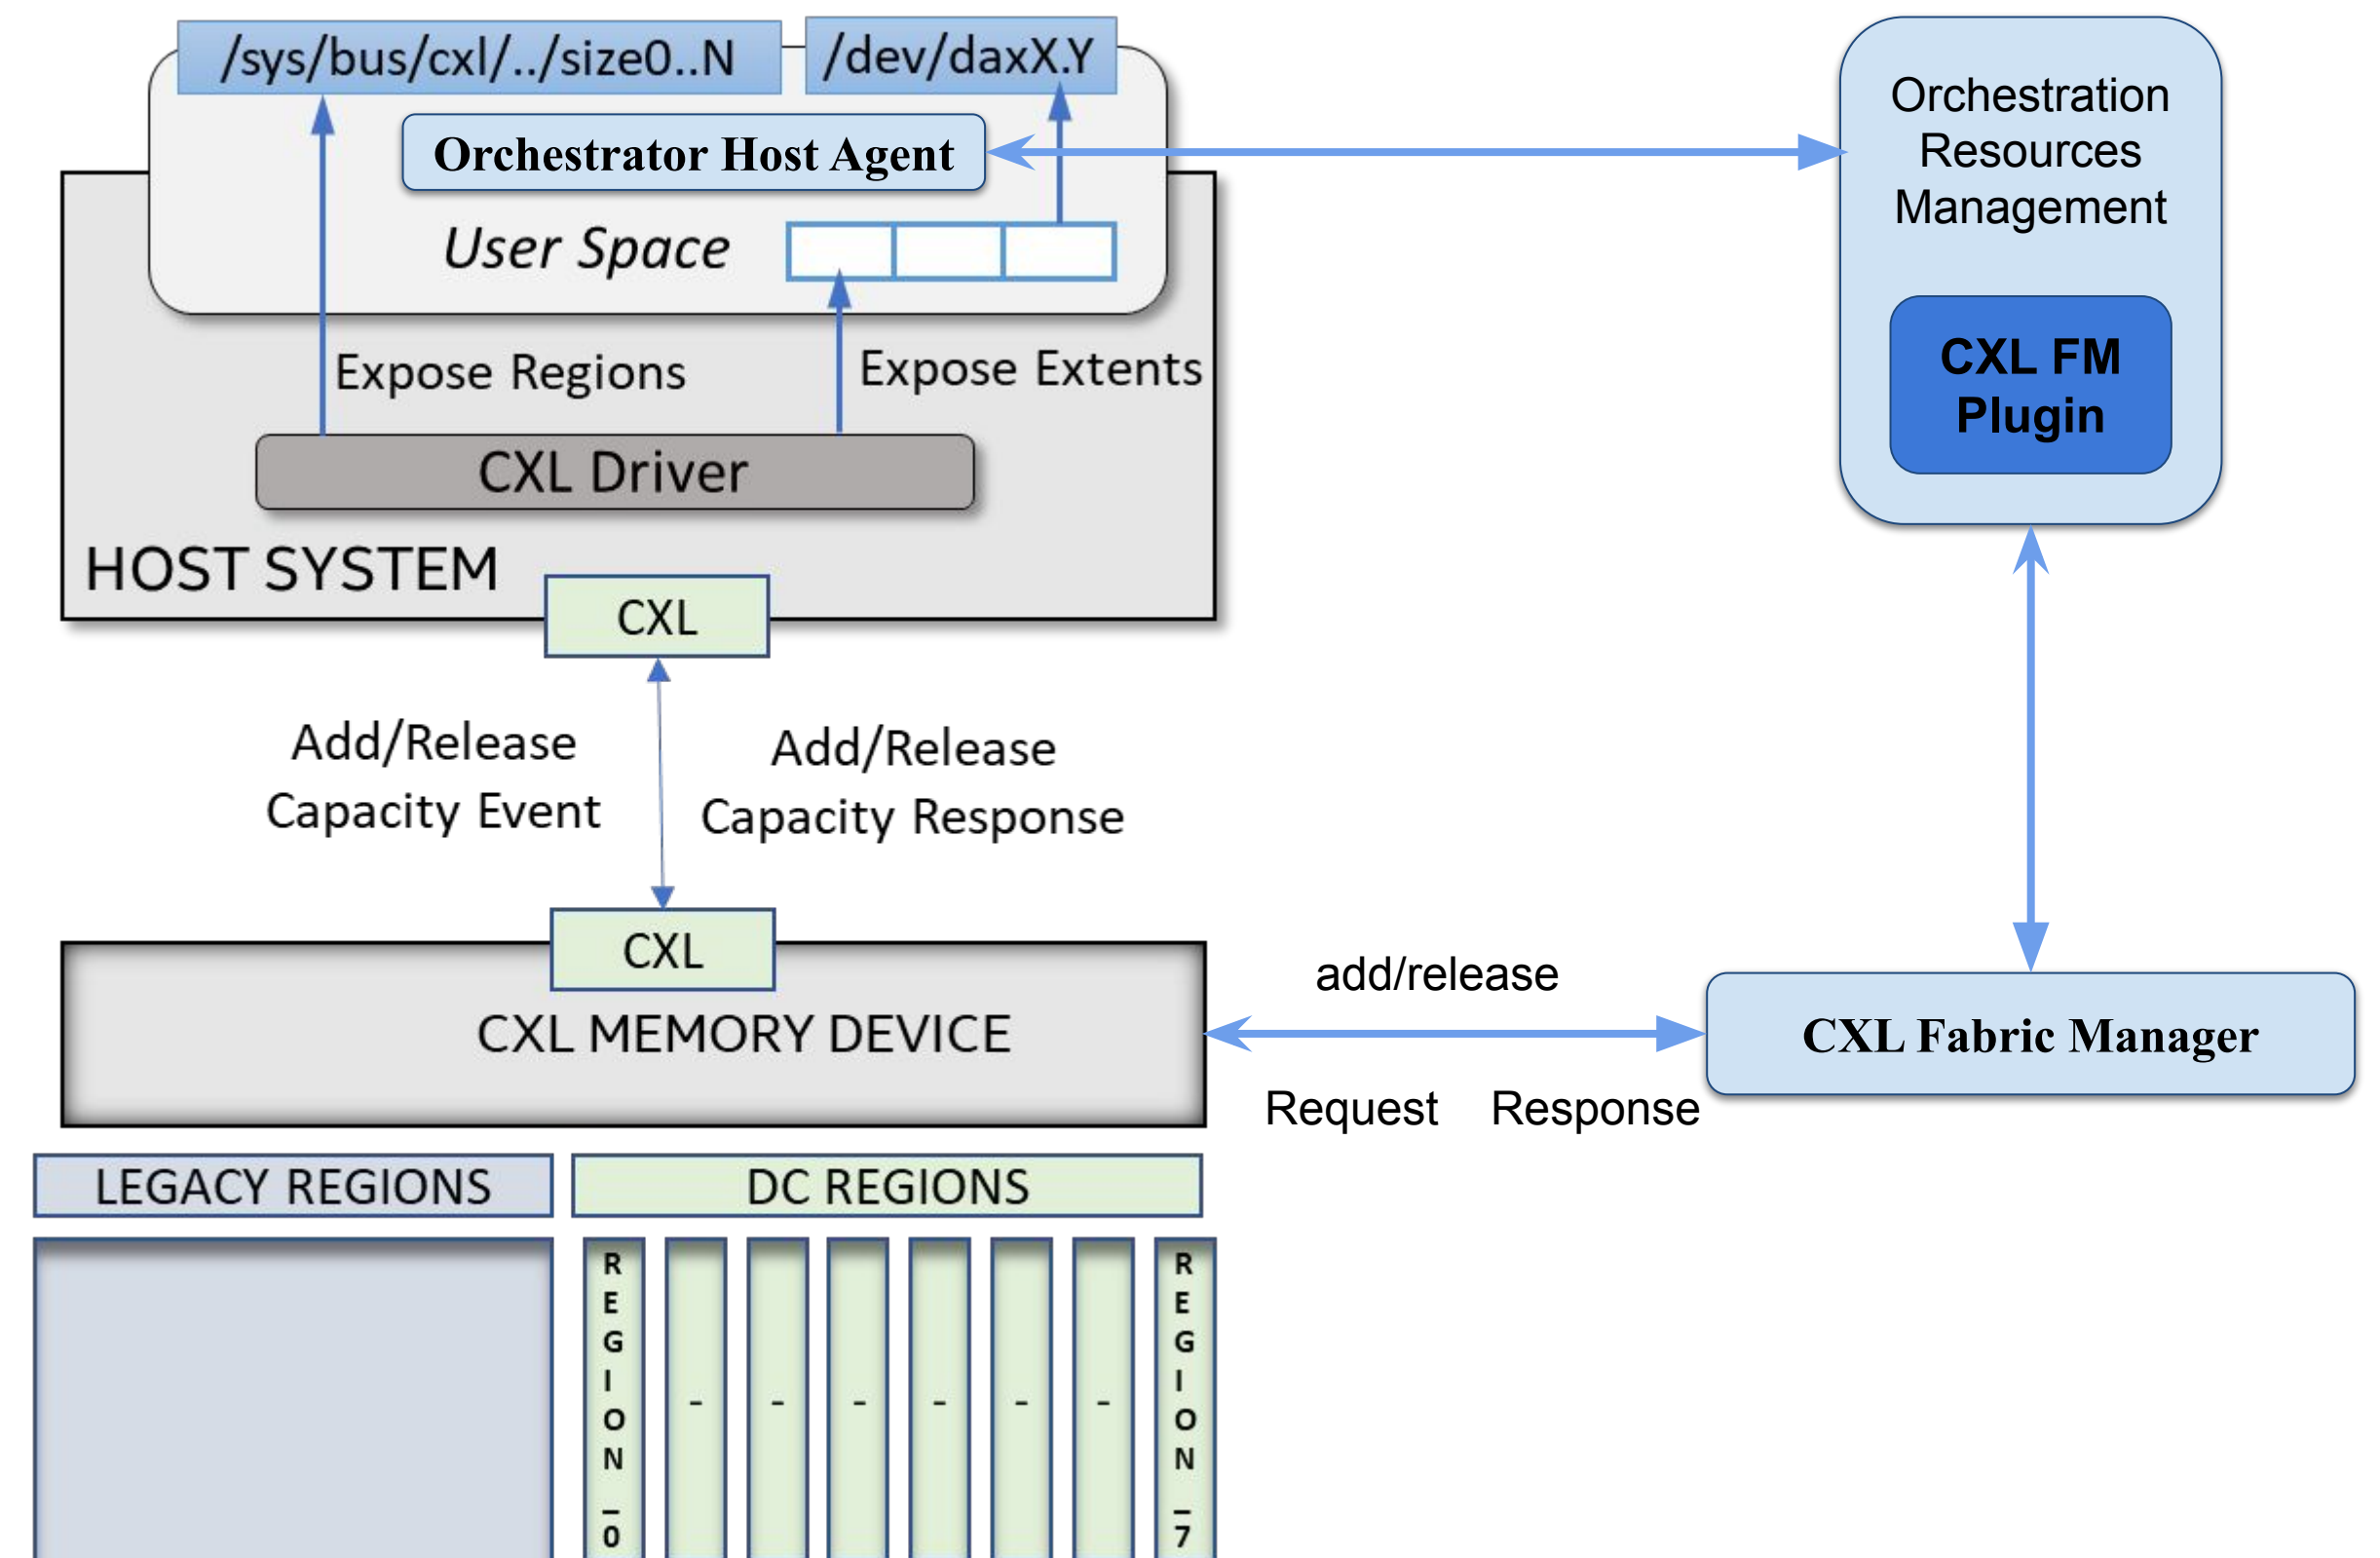 /sys/bus/cxl/../size0..N
/dev/daxX.Y
Orchestrator Host Agent
User Space
Expose Regions
Expose Extents
CXL Driver
HOST SYSTEM
CXL
Orchestration
Resources
Management
CXL FM
Plugin
Add/Release
Capacity Event
Add/Release
Capacity Response
CXL
CXL MEMORY DEVICE
add/release
Request
Response
CXL Fabric Manager
LEGACY REGIONS
DC REGIONS
REGION_0
-
-
-
-
-
-
REGION_7